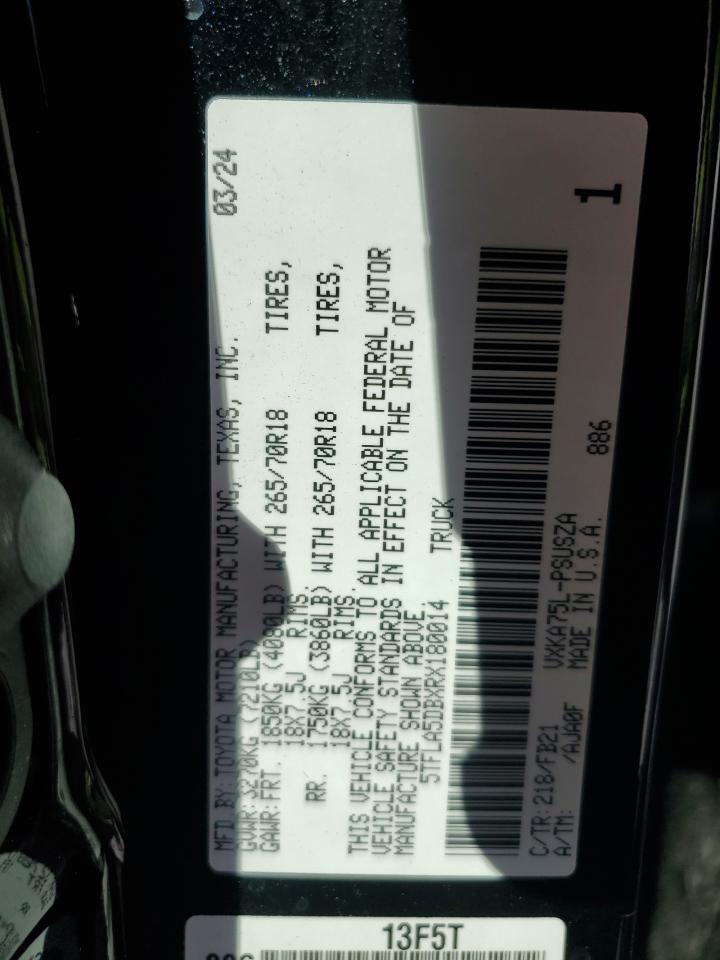 MFD BY: TOYOTA MOTOR MANUFACTURING, TEXAS, INC. 03/24
GVWR: 3270KG (7210LB)
GAWR: FRT. 1850KG (4080LB) WITH 265/70R18 TIRES,
18X7.5J RIMS.
RR. 1750KG (3860LB) WITH 265/70R18 TIRES,
18X7.5J RIMS.
THIS VEHICLE CONFORMS TO ALL APPLICABLE FEDERAL MOTOR
VEHICLE SAFETY STANDARDS IN EFFECT ON THE DATE OF
MANUFACTURE SHOWN ABOVE.
5TFLA5DBXRX180014 TRUCK
C/TR: 218/FB21 VXKA75L-PSUSZA
A/TM: /AJA0F MADE IN U.S.A. 886 1
13F5T